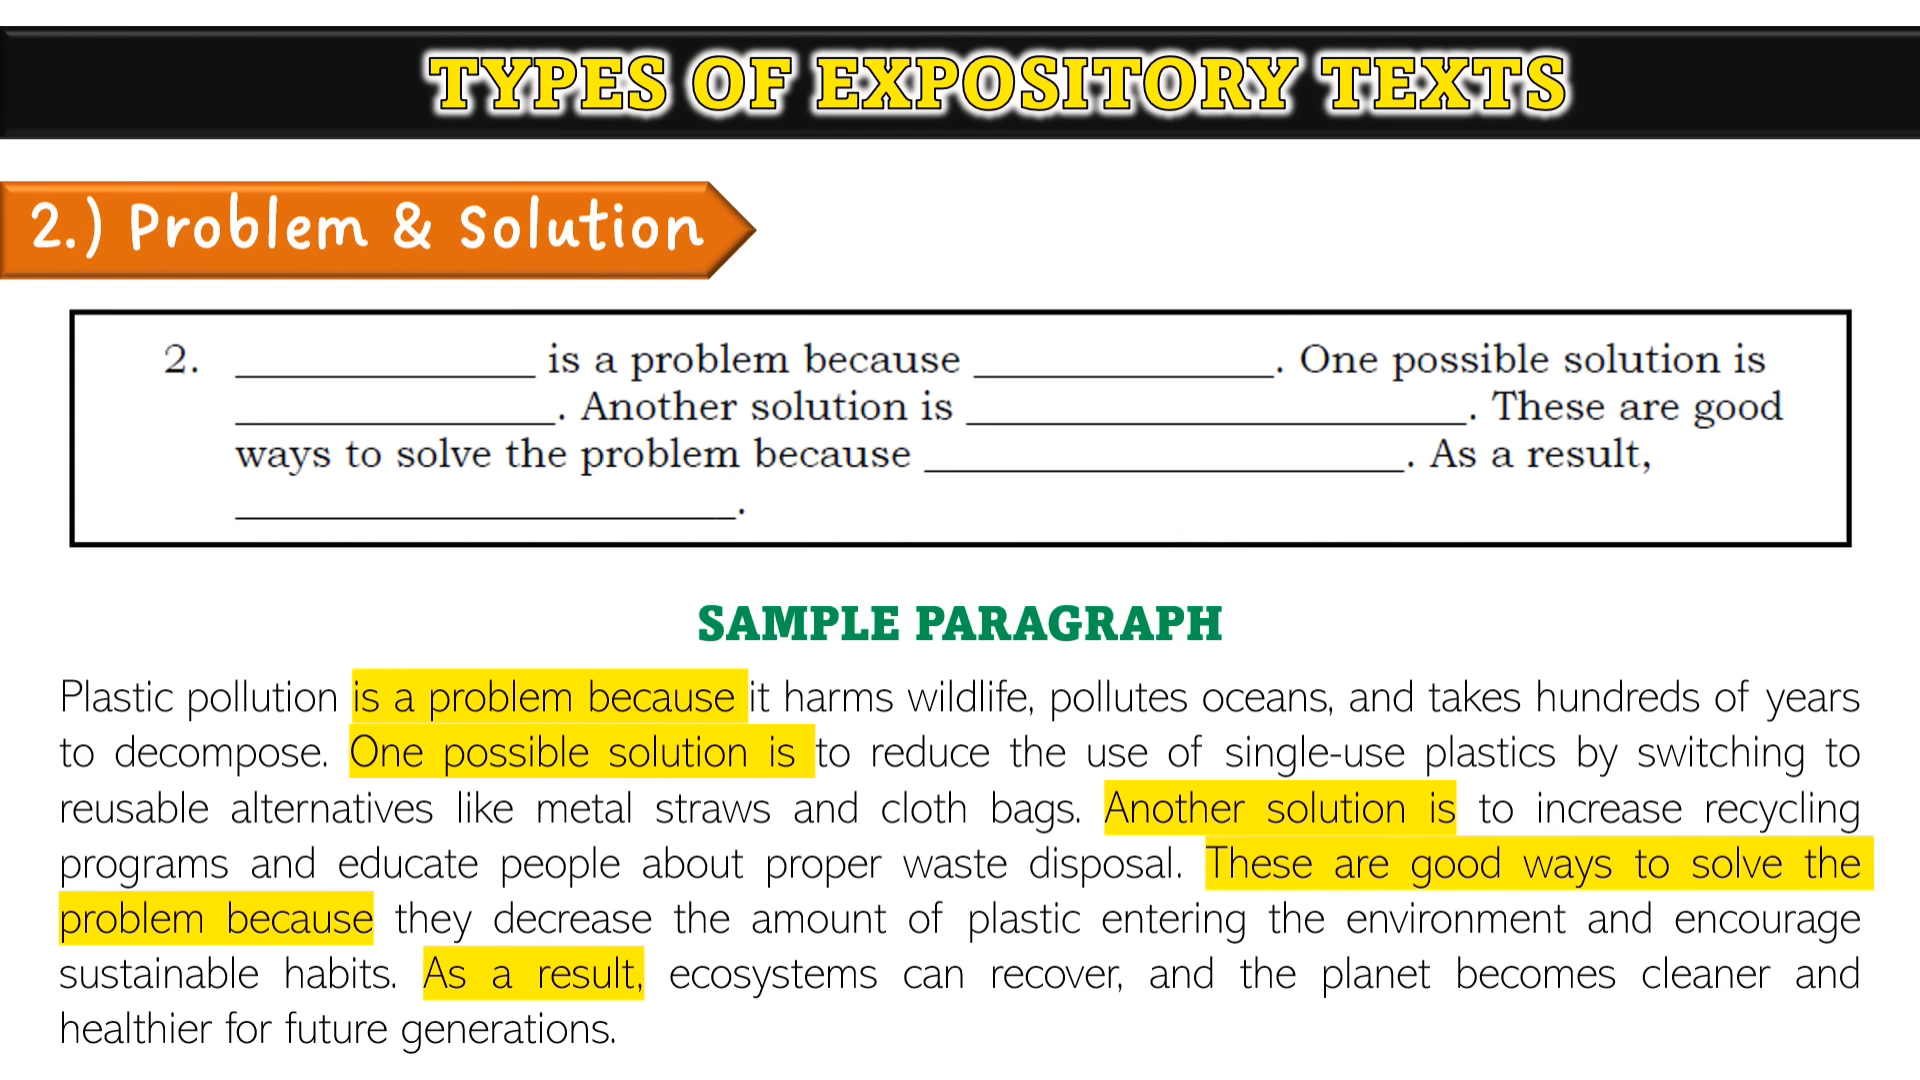 TYPES OF EXPOSITORY TEXTS
2.) Problem & Solution
2. _______________ is a problem because _______________. One possible solution is
________________. Another solution is _________________________. These are good
ways to solve the problem because ________________________. As a result,
_________________________.
SAMPLE PARAGRAPH
Plastic pollution is a problem because it harms wildlife, pollutes oceans, and takes hundreds of years
to decompose. One possible solution is to reduce the use of single-use plastics by switching to
reusable alternatives like metal straws and cloth bags. Another solution is to increase recycling
programs and educate people about proper waste disposal. These are good ways to solve the
problem because they decrease the amount of plastic entering the environment and encourage
sustainable habits. As a result, ecosystems can recover, and the planet becomes cleaner and
healthier for future generations.